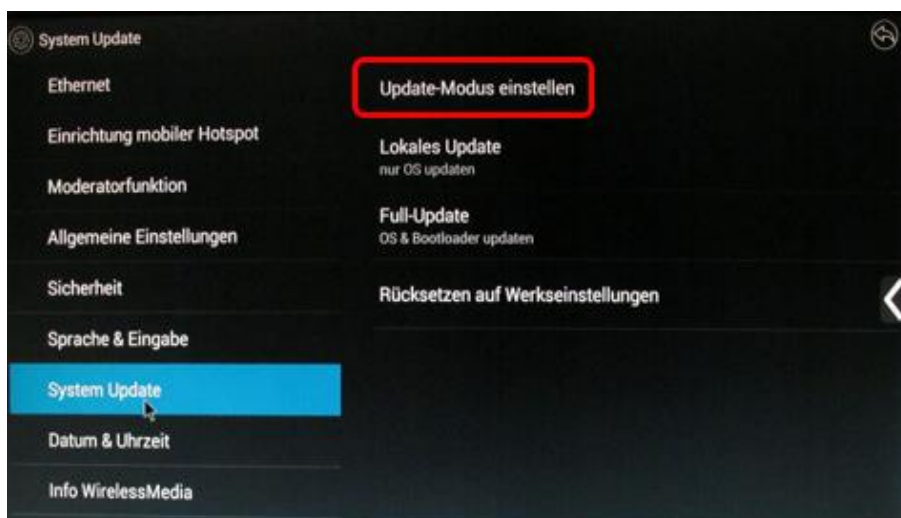 System Update
Ethernet
Einrichtung mobiler Hotspot
Moderatorfunktion
Allgemeine Einstellungen
Sicherheit
Sprache & Eingabe
System Update
Datum & Uhrzeit
Info WirelessMedia
Update-Modus einstellen
Lokales Update
nur OS updaten
Full-Update
OS & Bootloader updaten
Rücksetzen auf Werkseinstellungen